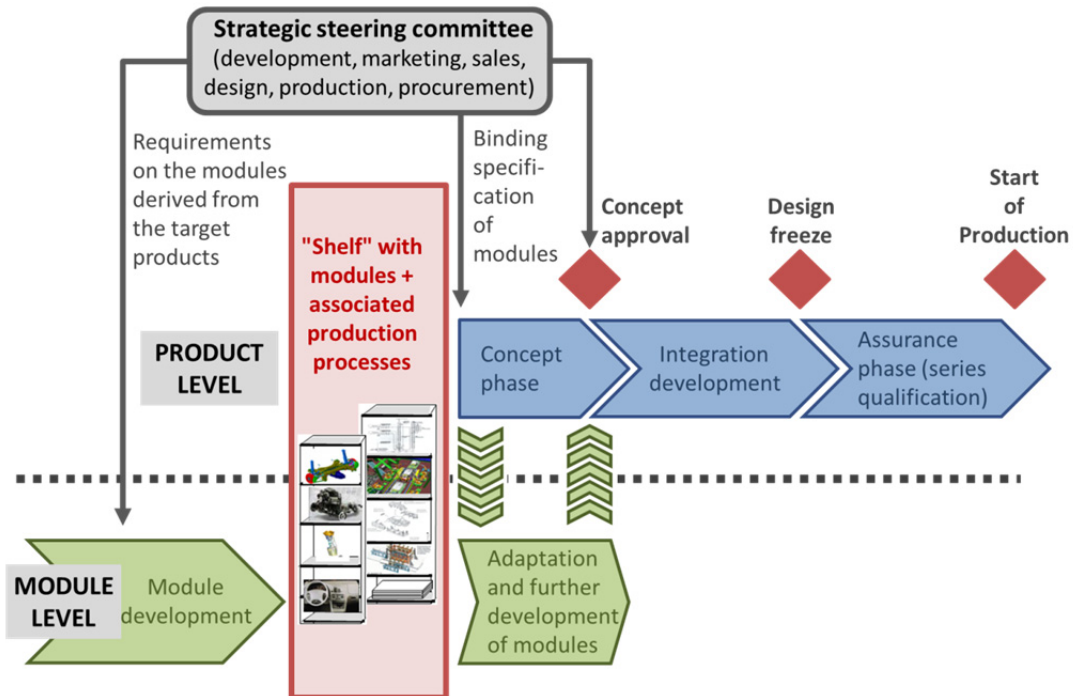 Strategic steering committee
(development, marketing, sales,
design, production, procurement)
Requirements
on the modules
derived from
the target
products
Binding
specifi-
cation
of
modules
Concept
approval
Design
freeze
Start
of
Production
"Shelf" with
modules +
associated
production
processes
PRODUCT
LEVEL
Concept
phase
Integration
development
Assurance
phase (series
qualification)
MODULE
LEVEL
Module
development
Adaptation
and further
development
of modules